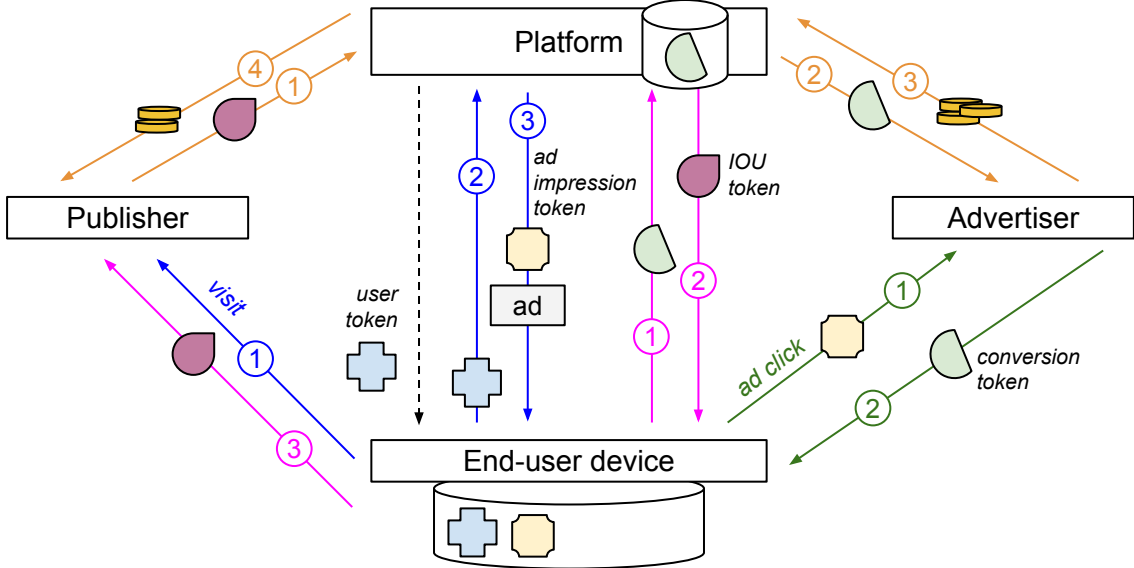 Platform
4
1
2
3
3
ad
impression
token
2
IOU
token
Publisher
Advertiser
visit
user
token
ad
2
1
1
1
ad click
conversion
token
2
3
End-user device